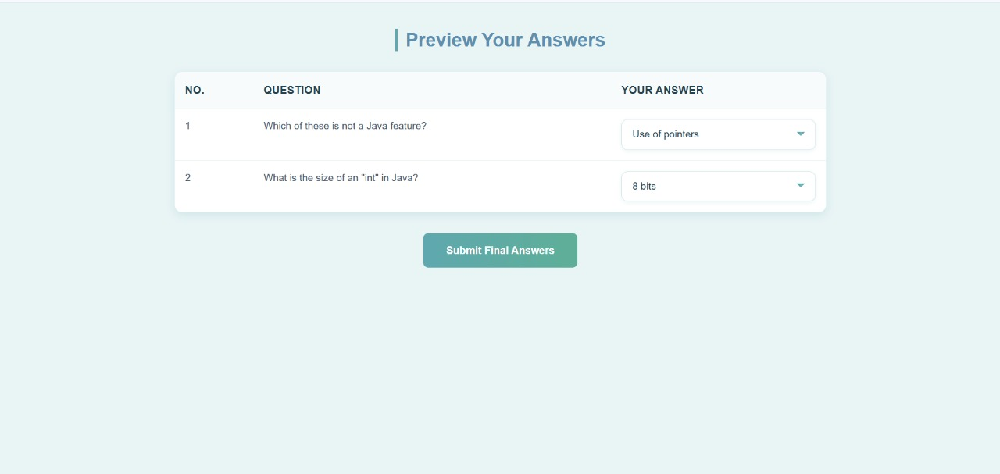 Preview Your Answers
NO. QUESTION YOUR ANSWER
1 Which of these is not a Java feature? Use of pointers
2 What is the size of an "int" in Java? 8 bits
Submit Final Answers